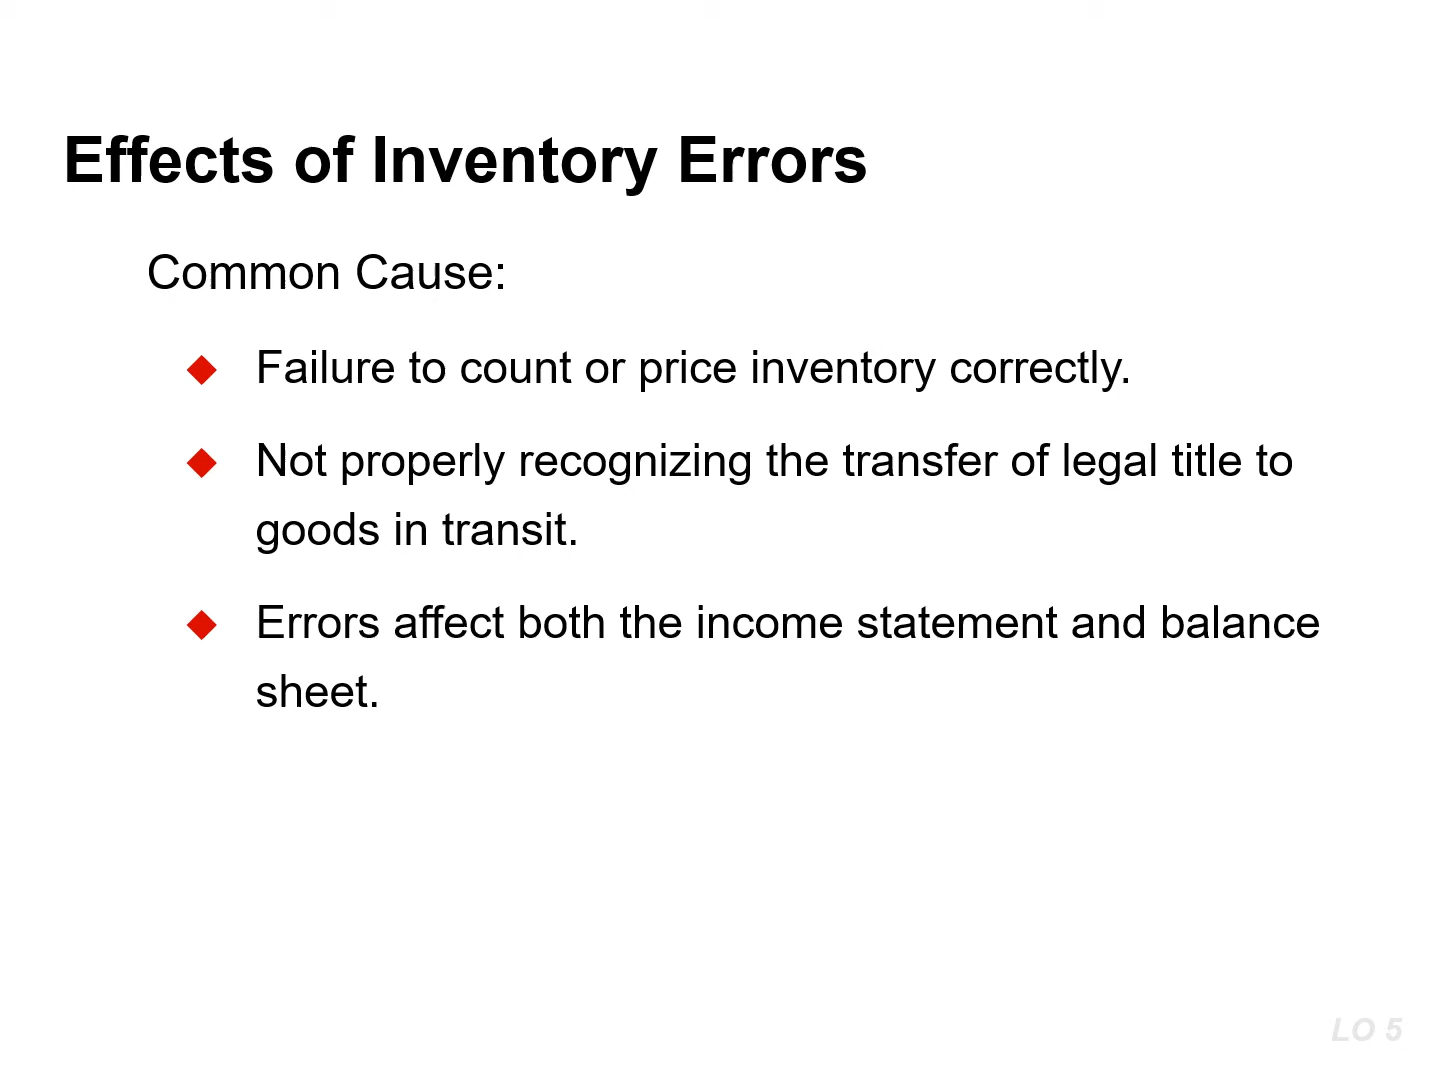 Effects of Inventory Errors
Common Cause:
Failure to count or price inventory correctly.
Not properly recognizing the transfer of legal title to
goods in transit.
Errors affect both the income statement and balance
sheet.
LO 5